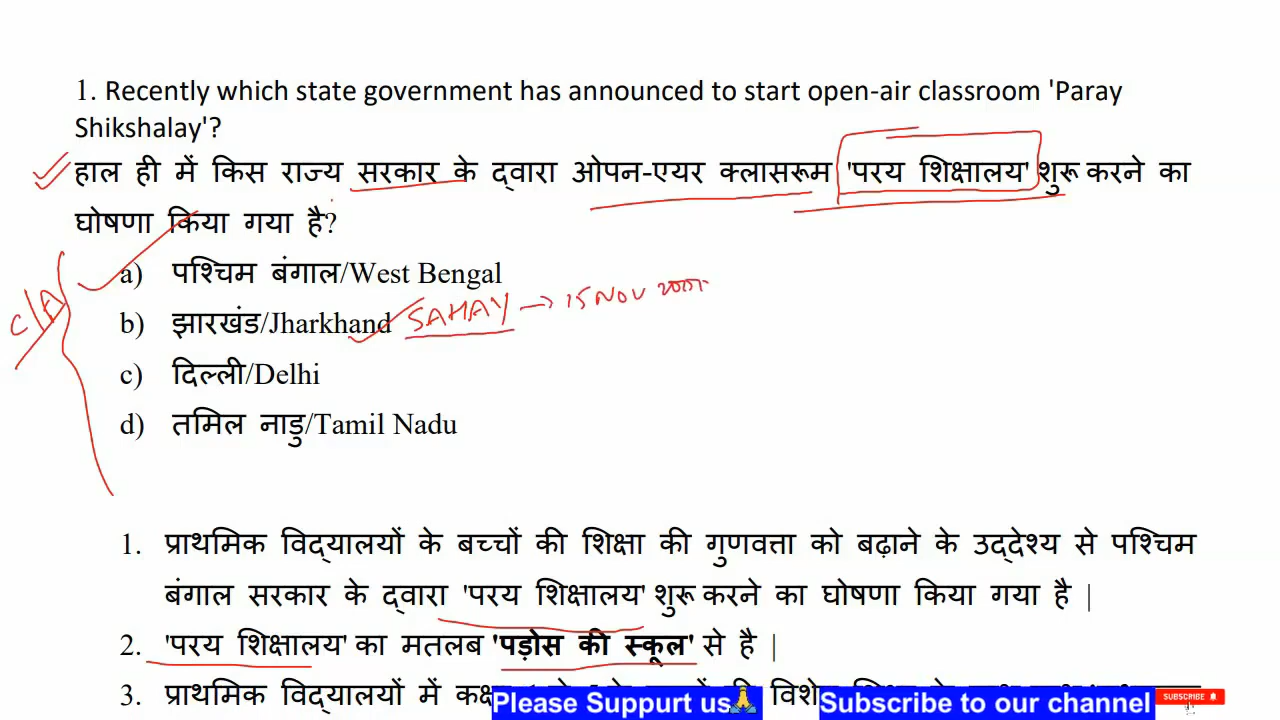 1. Recently which state government has announced to start open-air classroom 'Paray
Shikshalay'?
हाल ही में किस राज्य सरकार के द्वारा ओपन-एयर क्लासरूम 'परय शिक्षालय' शुरू करने का
घोषणा किया गया है?
a) पश्चिम बंगाल/West Bengal
b) झारखंड/Jharkhand SAHAY → 15 NOV
c) दिल्ली/Delhi
d) तमिल नाडु/Tamil Nadu
C/A
1. प्राथमिक विद्यालयों के बच्चों की शिक्षा की गुणवत्ता को बढ़ाने के उद्देश्य से पश्चिम
बंगाल सरकार के द्वारा 'परय शिक्षालय' शुरू करने का घोषणा किया गया है |
2. 'परय शिक्षालय' का मतलब 'पड़ोस की स्कूल' से है |
3. प्राथमिक विद्यालयों में
Please Suppurt us🙏 Subscribe to our channel SUBSCRIBE